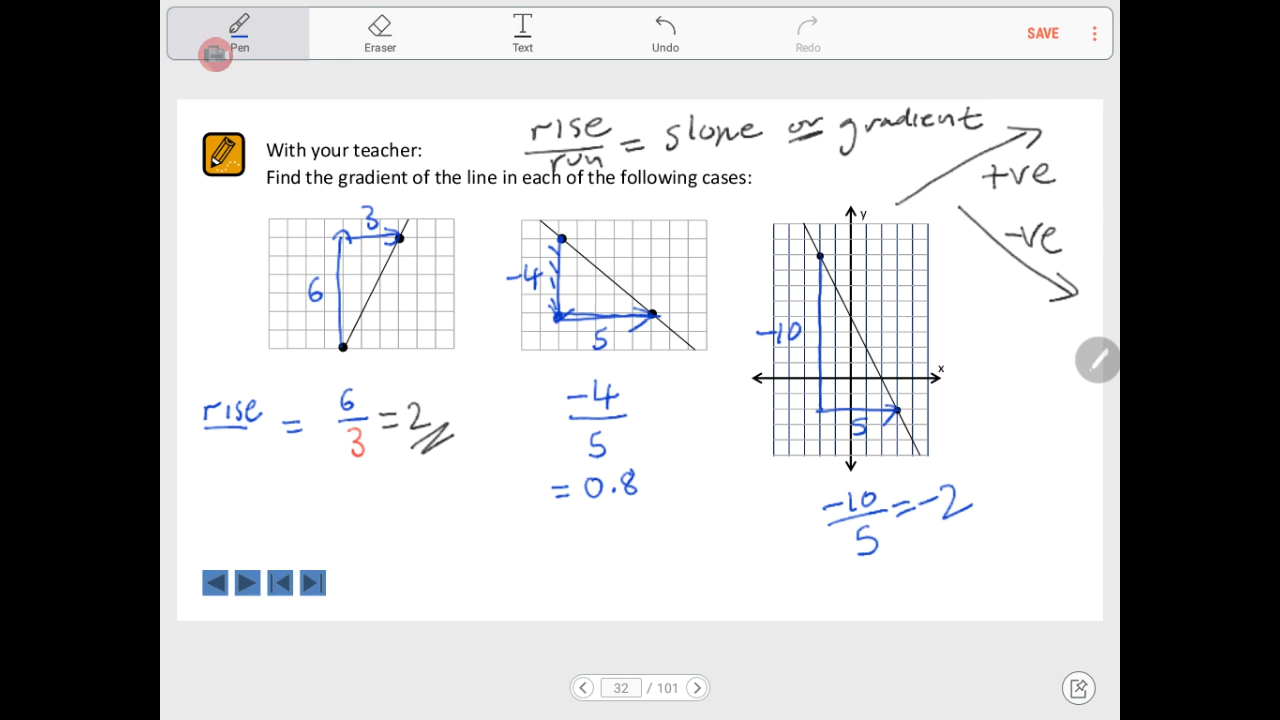 Pen
Eraser
Text
Undo
Redo
SAVE
rise
run
= slope or gradient
With your teacher:
Find the gradient of the line in each of the following cases:
+ve
-ve
3
6
-4
5
y
x
-10
5
rise = 6/3 = 2
-4
5
= 0.8
-10/5 = -2
32 / 101